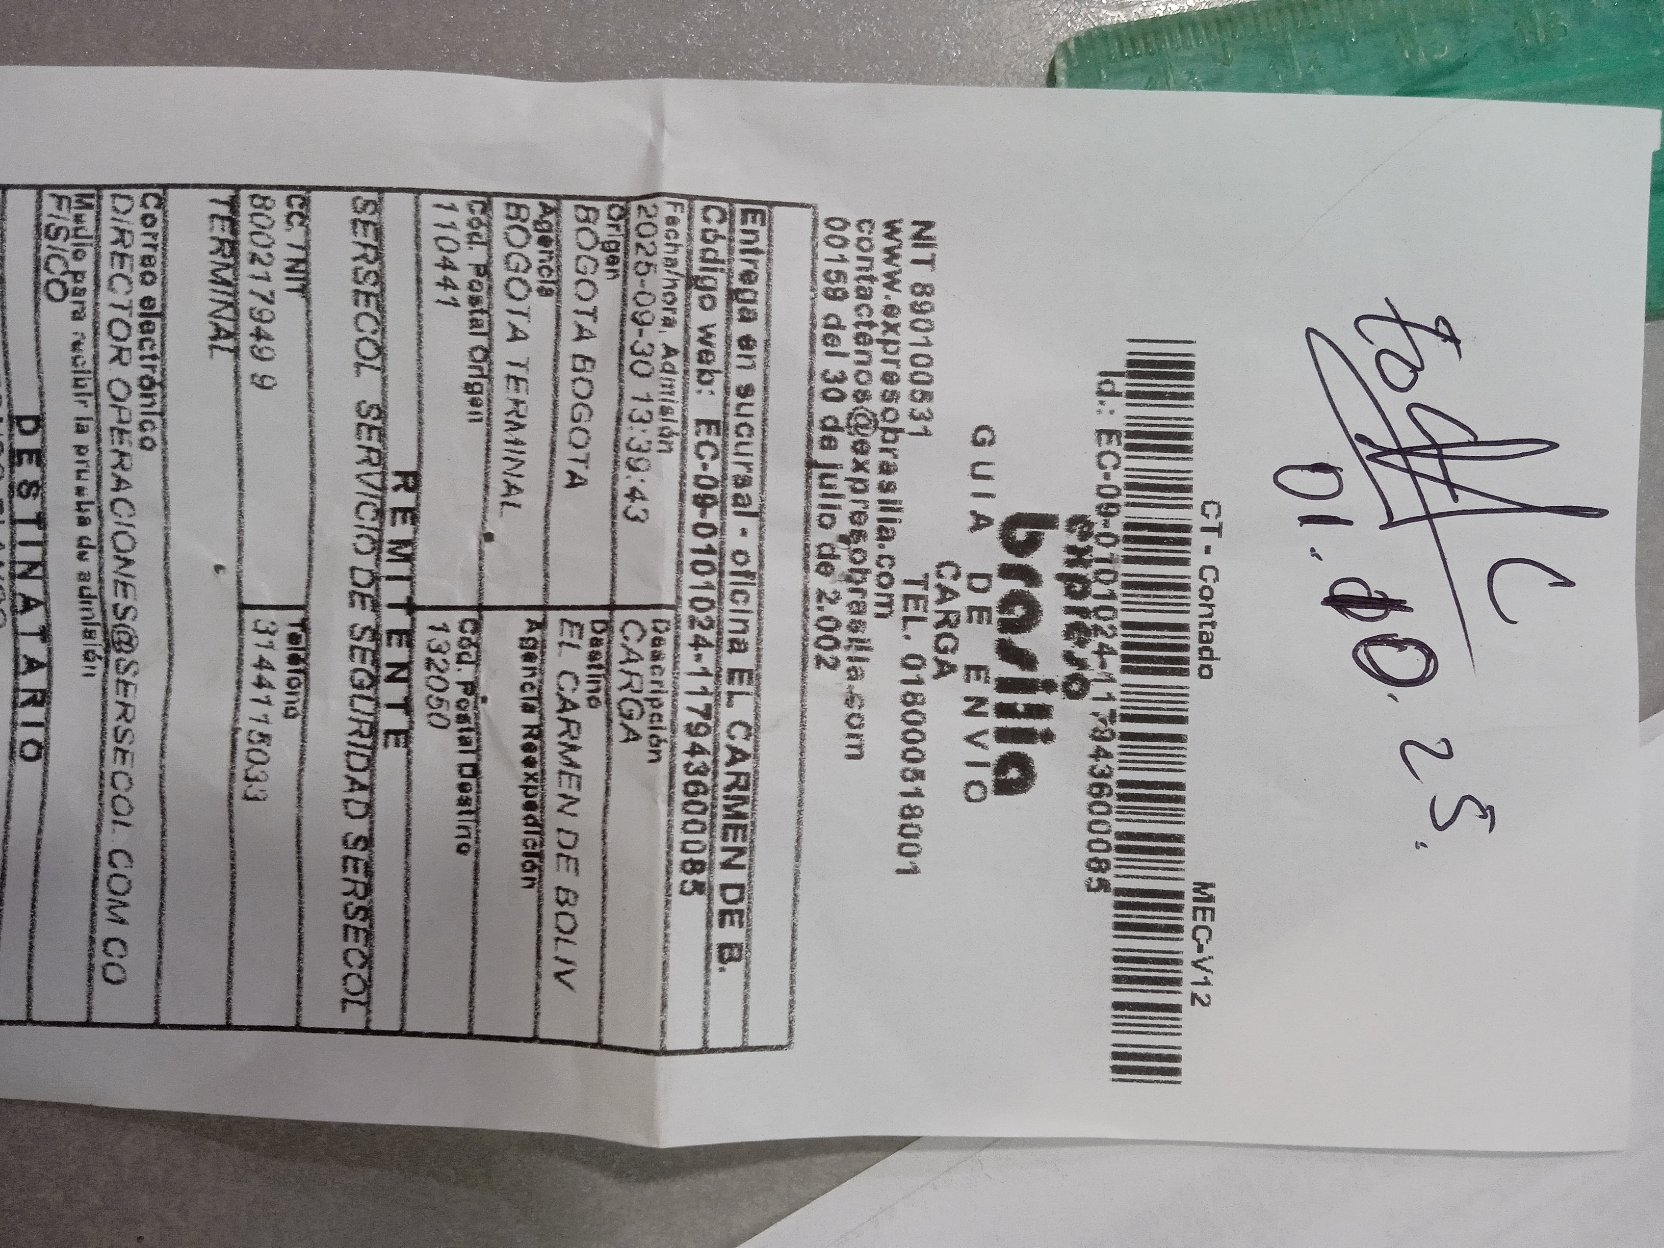 01.10.25.
CT - Contado MEC-V12
Id.: EC-09-0101024-11794360008​5
expreso
brasilia
GUIA DE ENVIO
CARGA
NIT 890100531 TEL. 018000518001
www.expresobrasilia.com
contactenos@expresobrasilia.com
00159 del 30 de julio de 2.002
Entrega en sucursal - oficina EL CARMEN DE B.
Código web: EC-09-0101024-117943600085
Fecha/hora, Admisión Descripción
2025-09-30 13:39:43 CARGA
Origen Destino
BOGOTA BOGOTA EL CARMEN DE BOLIV
Agencia Agencia Reexpedición
BOGOTA TERMINAL
Cód. Postal Origen Cód. Postal Destino
110441 132050
REMITENTE
SERSECOL SERVICIO DE SEGURIDAD SERSECOL
CC. / NIT Teléfono
800217949 9 3144115033
TERMINAL
Correo electrónico
DIRECTOR OPERACIONES@SERSECOL.COM CO
Medio para recibir la prueba de admisión
FISICO
DESTINATARIO